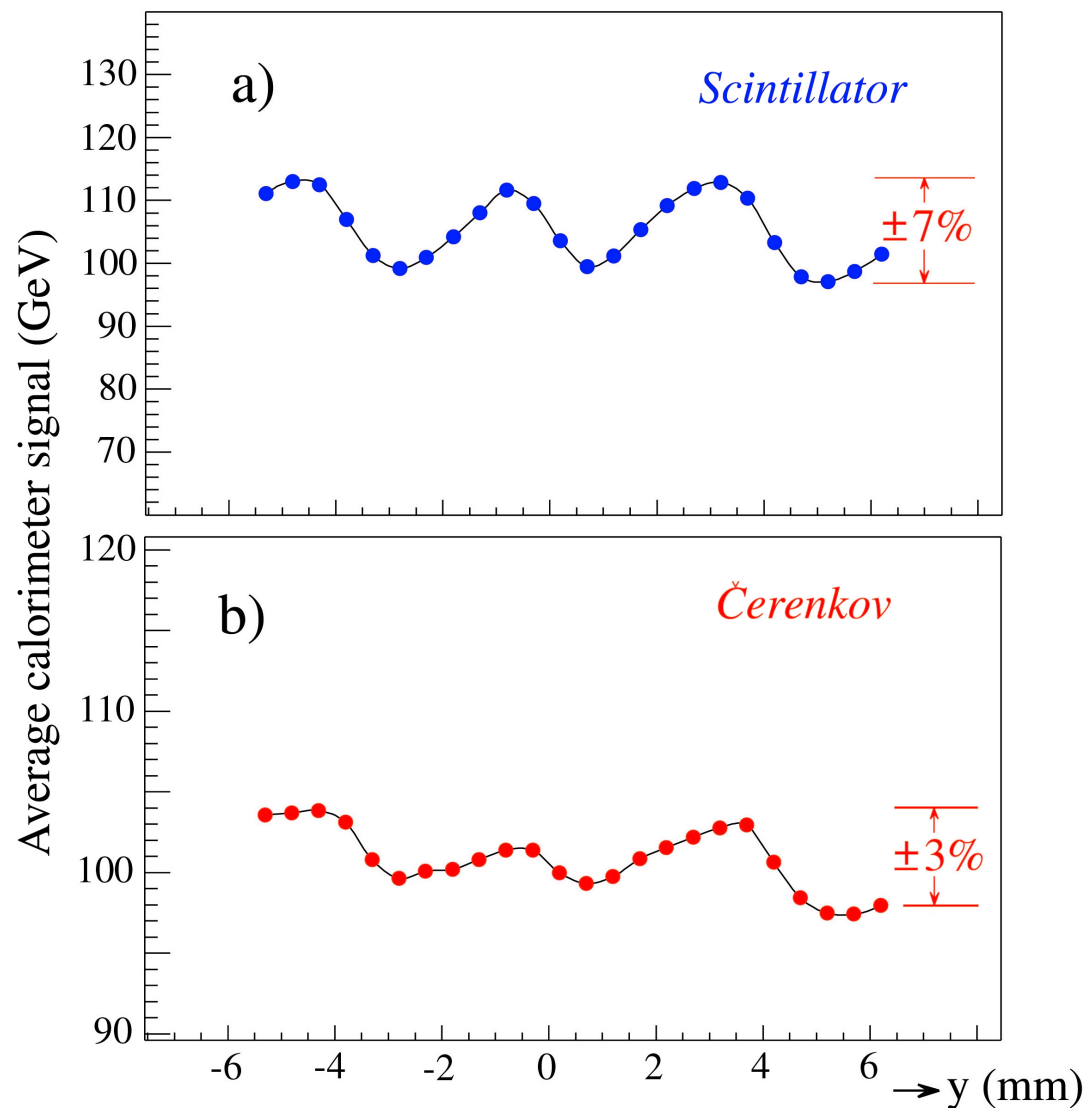 Average calorimeter signal (GeV)
a)
Scintillator
130
120
110
100
90
80
70
±7%
b)
Čerenkov
120
110
100
90
±3%
-6 -4 -2 0 2 4 6
→ y (mm)